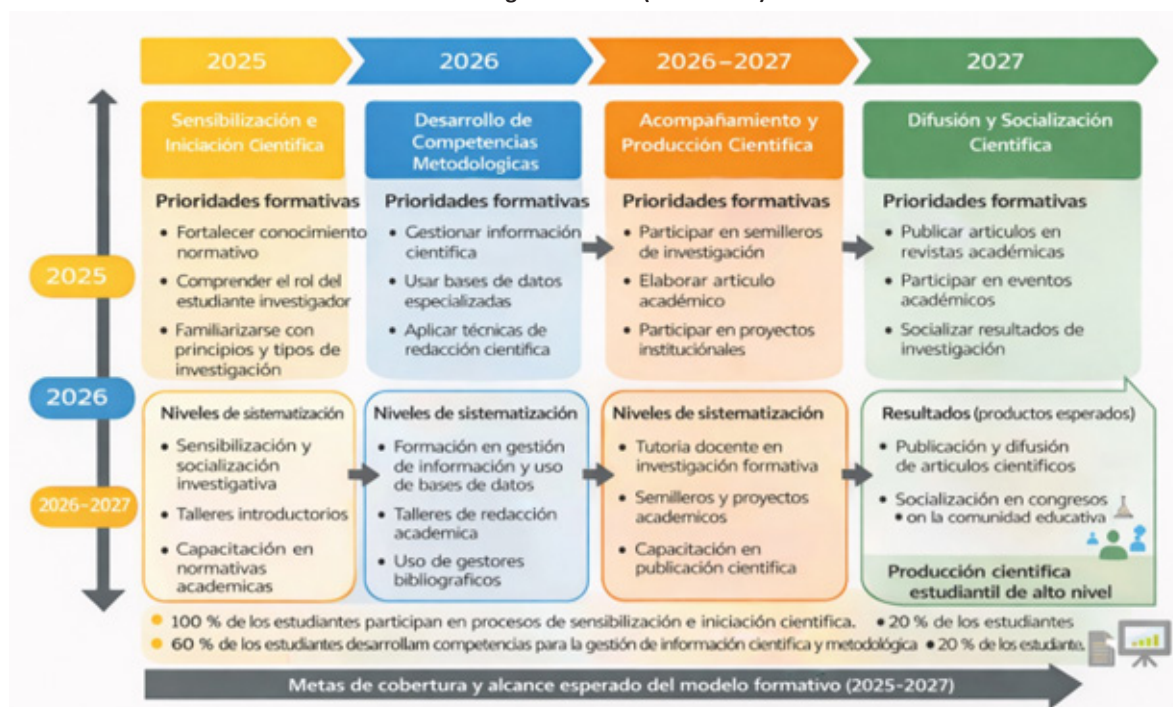 2025
2026
2026–2027
2027
Sensibilización e
Iniciación Científica
Desarrollo de
Competencias
Metodologicas
Acompañamiento y
Producción Científica
Difusión y Socialización
Científica
Prioridades formativas
• Fortalecer conocimiento
normativo
• Comprender el rol del
estudiante investigador
• Familiarizarse con
principios y tipos de
investigación
Prioridades formativas
• Gestionar información
científica
• Usar bases de datos
especializadas
• Aplicar técnicas de
redacción científica
Prioridades formativas
• Participar en semilleros
de investigación
• Elaborar artículo
académico
• Participar en proyectos
instituciónales
Prioridades formativas
• Publicar artículos en
revistas académicas
• Participar en eventos
académicos
• Socializar resultados de
investigación
2025
2026
2026–2027
Niveles de sistematización
• Sensibilización y
socialización
investigativa
• Talleres introductorios
• Capacitación en
normativas
academicas
Niveles de sistematización
• Formación en gestión
de información y uso
de bases de datos
• Talleres de redacción
academica
• Uso de gestores
bibliograficos
Niveles de sistematización
• Tutoria docente en
investigación formativa
• Semilleros y proyectos
academicos
• Capacitación en
publicación cientifica
Resultados (productos esperados)
• Publicación y difusión
de articulos cientificos
• Socialización en congresos
• on la comunidad educativa
Producción cientifica
estudiantil de alto nivel
• 100 % de los estudiantes participan en procesos de sensibilización e iniciación cientifica. • 20 % de los estudiantes
• 60 % de los estudiantes desarrollam competencias para la gestión de información cientifica y metodológica • 20 % de los estudiante.
Metas de cobertura y alcance esperado del modelo formativo (2025–2027)